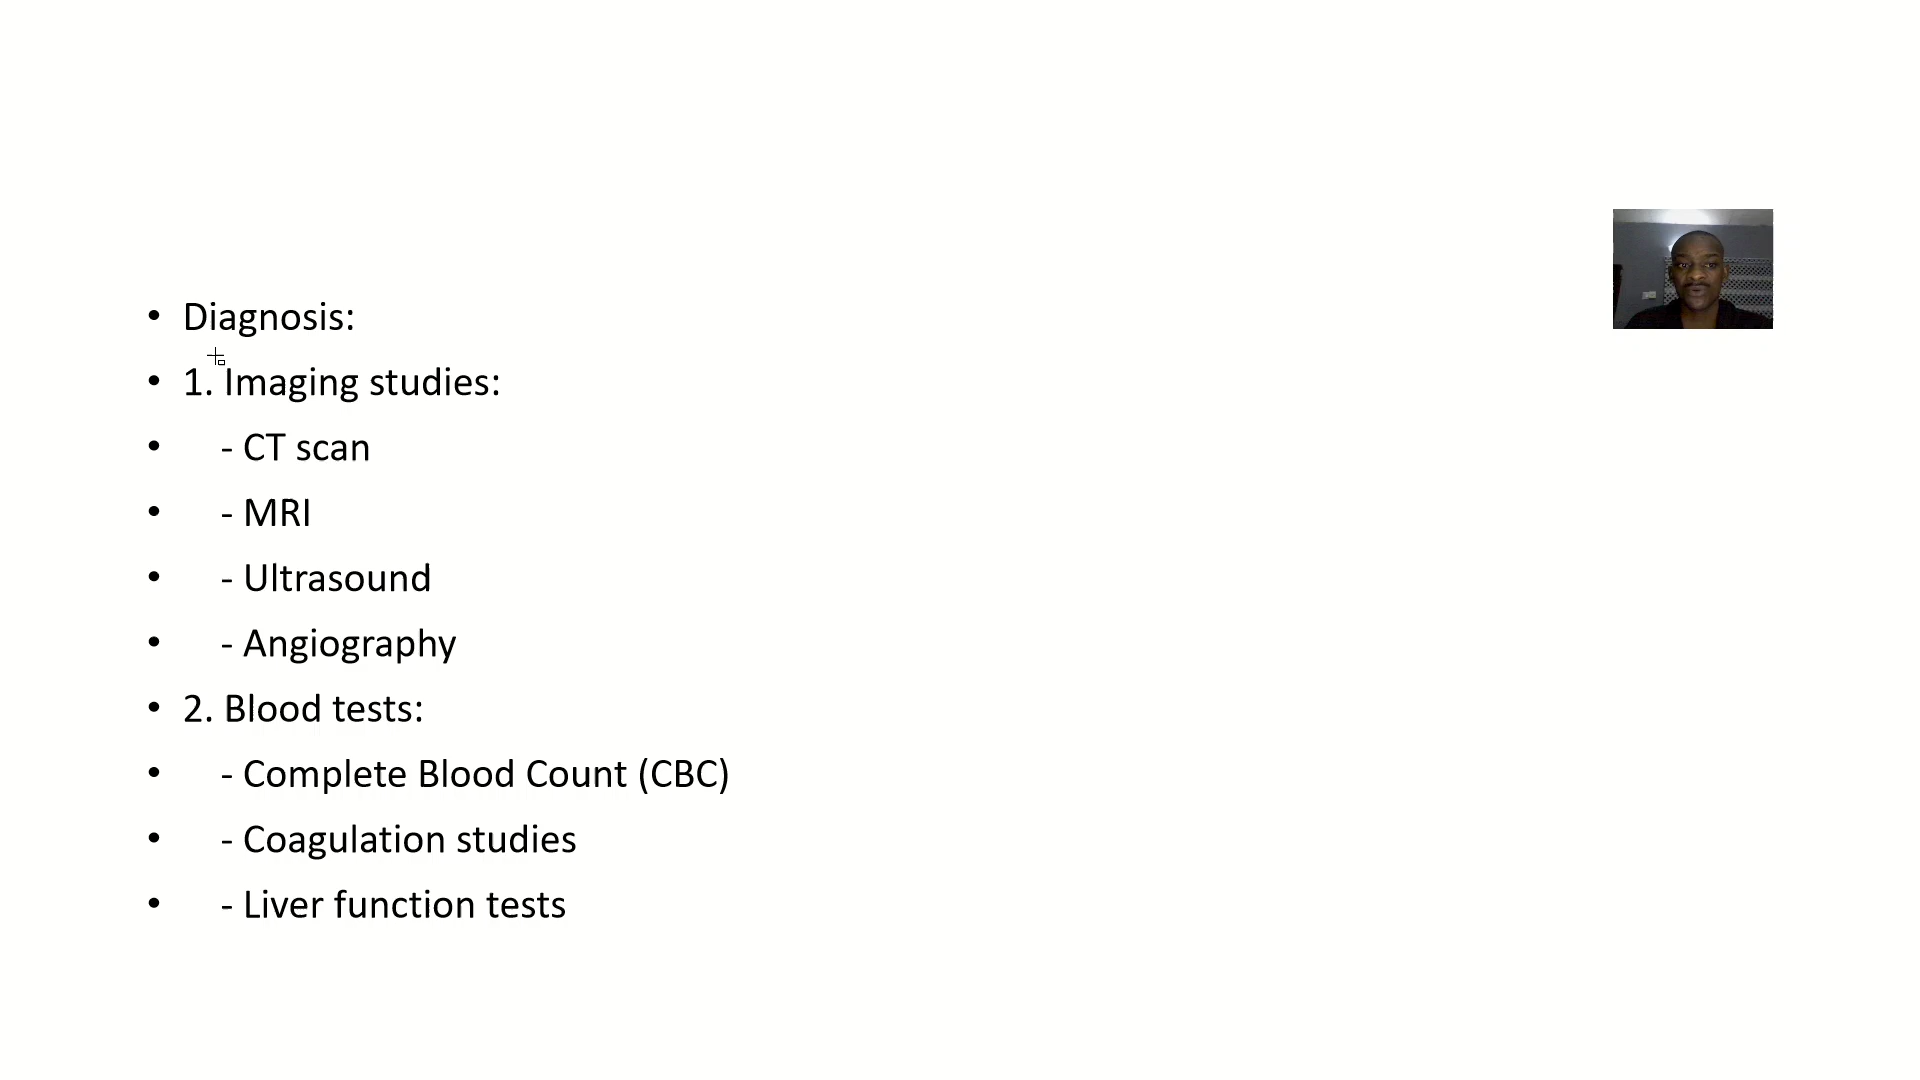 • Diagnosis:
• 1. Imaging studies:
• - CT scan
• - MRI
• - Ultrasound
• - Angiography
• 2. Blood tests:
• - Complete Blood Count (CBC)
• - Coagulation studies
• - Liver function tests